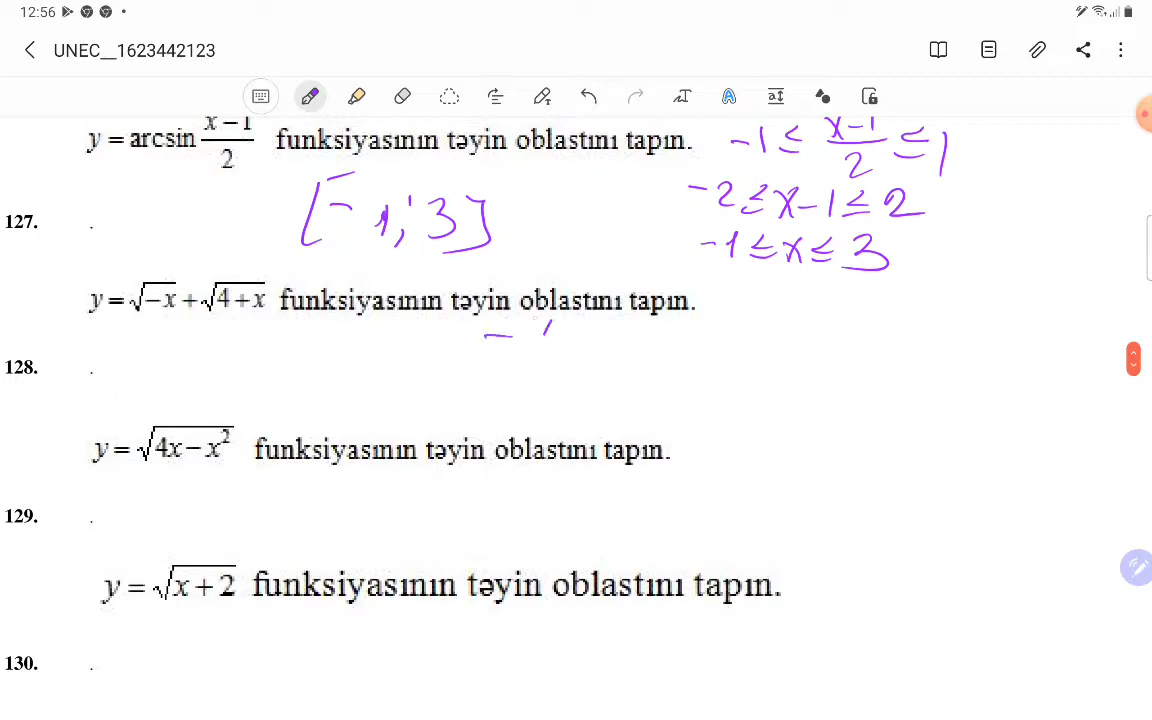 12:56
UNEC__1623442123
y = arcsin (x−1)/2 funksiyasının təyin oblastını tapın. -1 ≤ (x-1)/2 ≤ 1
-2 ≤ x-1 ≤ 2
127. . [-1; 3]
-1 ≤ x ≤ 3
y = √−x + √4+x funksiyasının təyin oblastını tapın.
-
128. .
y = √4x − x² funksiyasının təyin oblastını tapın.
129. .
y = √x+2 funksiyasının təyin oblastını tapın.
130. .